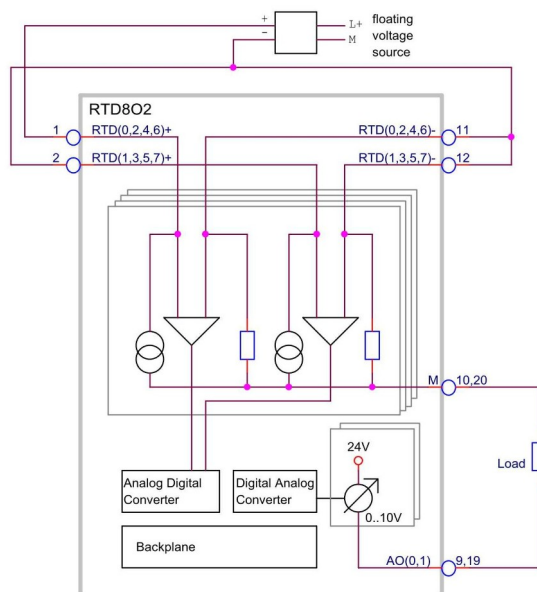 + L+ floating
− M voltage
source
RTD8O2
1 RTD(0,2,4,6)+ RTD(0,2,4,6)- 11
2 RTD(1,3,5,7)+ RTD(1,3,5,7)- 12
M 10,20
24V
Load
Analog Digital Converter
Digital Analog Converter
0..10V
Backplane
AO(0,1) 9,19